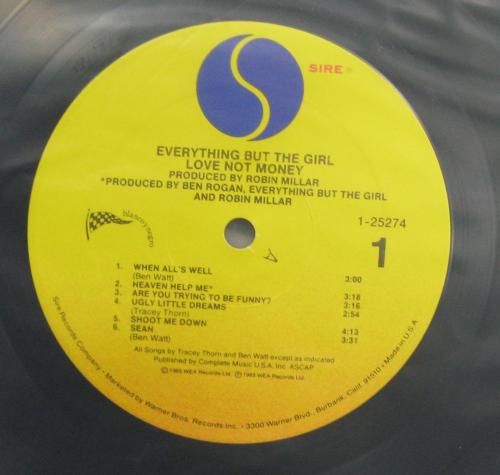 SIRE
EVERYTHING BUT THE GIRL
LOVE NOT MONEY
PRODUCED BY ROBIN MILLAR
*PRODUCED BY BEN ROGAN, EVERYTHING BUT THE GIRL
AND ROBIN MILLAR
blanco y negro
1-25274
1
1. WHEN ALL'S WELL
(Ben Watt) 3:00
2. HEAVEN HELP ME* 3:18
3. ARE YOU TRYING TO BE FUNNY? 3:16
4. UGLY LITTLE DREAMS 2:54
(Tracey Thorn)
5. SHOOT ME DOWN 4:13
6. SEAN 3:31
(Ben Watt)
All Songs by Tracey Thorn and Ben Watt except as indicated
Published by Complete Music U.S.A. Inc. ASCAP
©1985 WEA Records Ltd. ℗1985 WEA Records Ltd.
Sire Records Company • Marketed by Warner Bros. Records Inc. • 3300 Warner Blvd., Burbank, Calif. 91510 • Made in U.S.A.